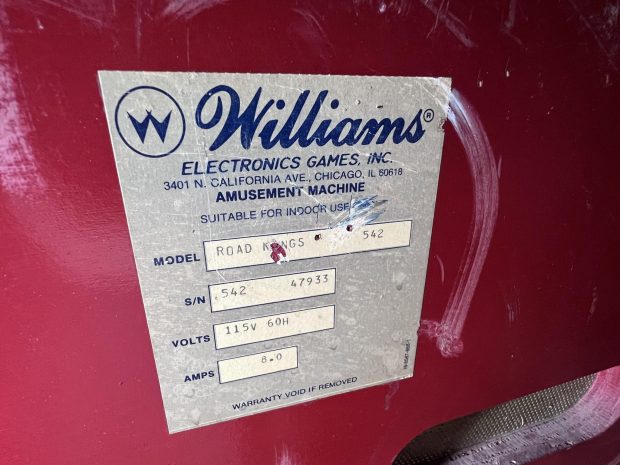 W Williams®
ELECTRONICS GAMES, INC.
3401 N. CALIFORNIA AVE., CHICAGO, IL 60618
AMUSEMENT MACHINE
SUITABLE FOR INDOOR USE
MODEL ROAD KINGS 542
S/N 542 47933
VOLTS 115V 60H
AMPS 8.0
WARRANTY VOID IF REMOVED